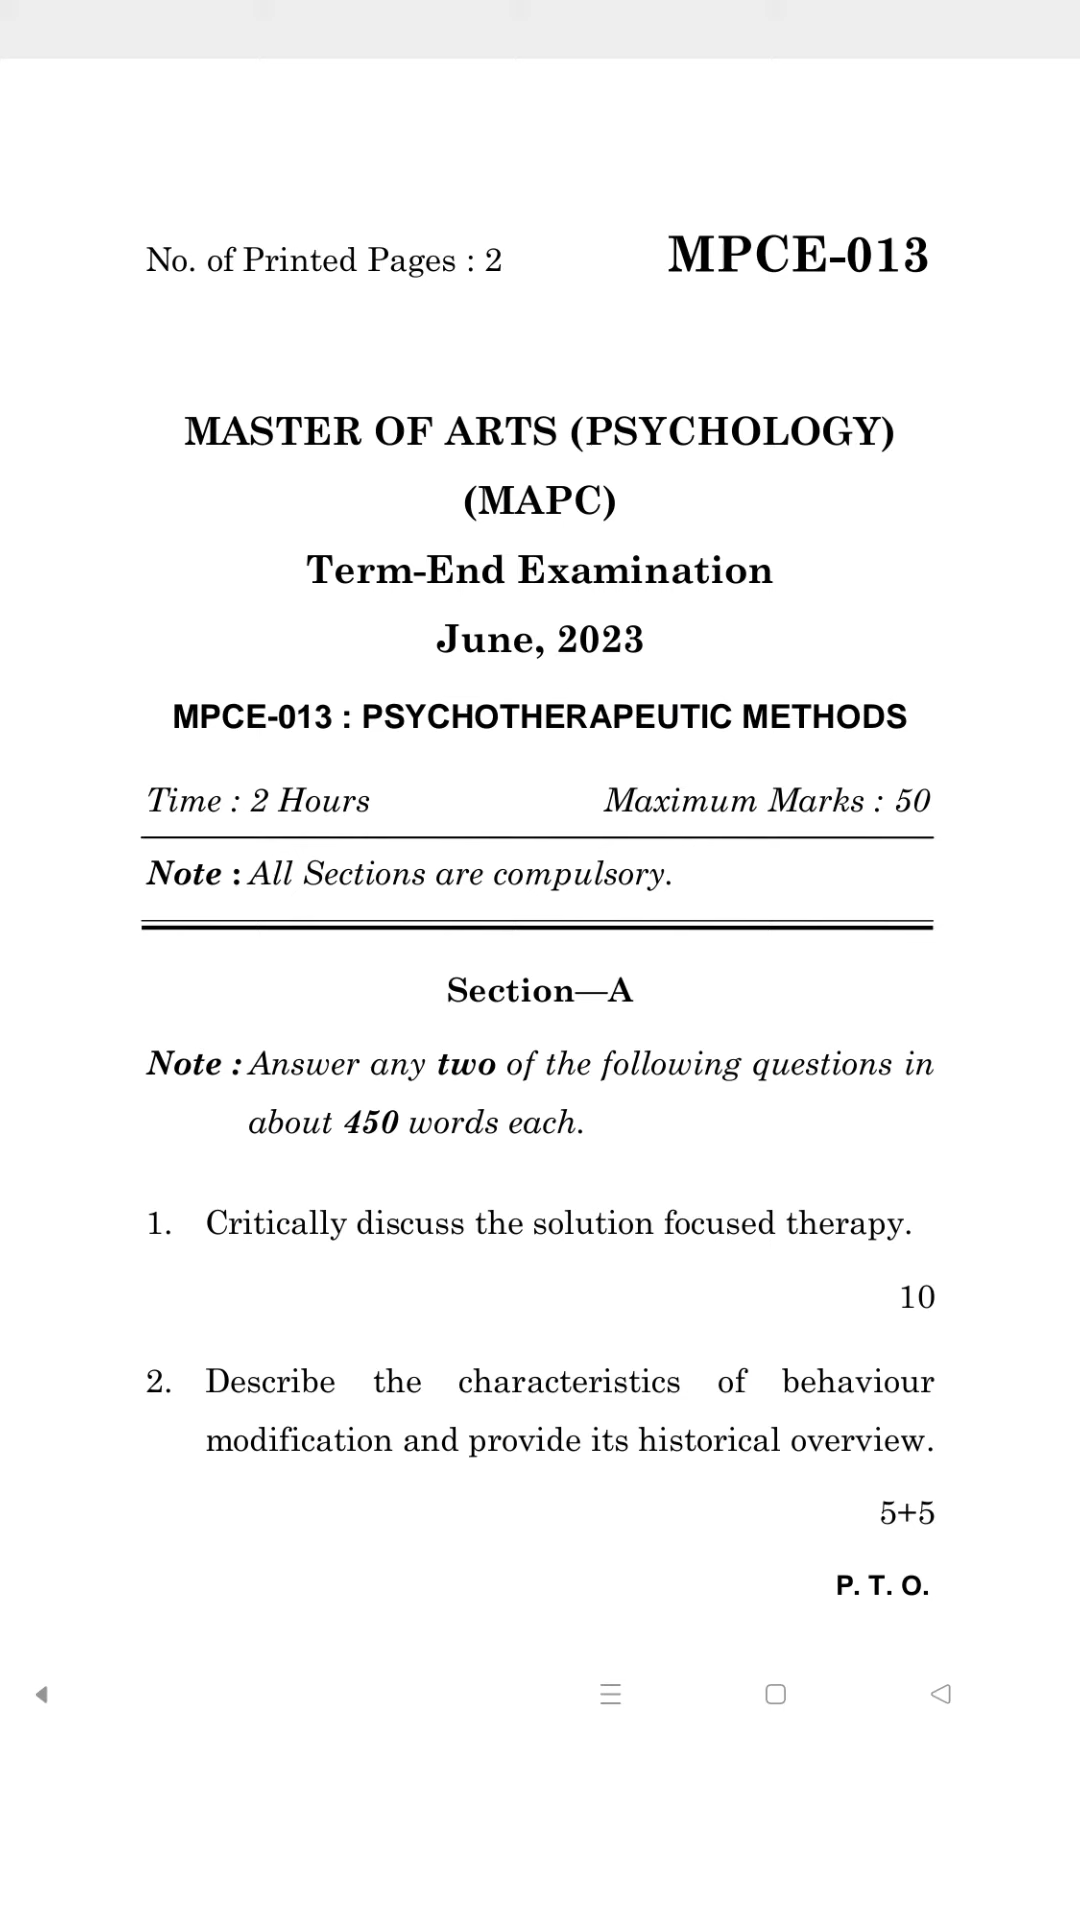 No. of Printed Pages : 2 MPCE-013
MASTER OF ARTS (PSYCHOLOGY)
(MAPC)
Term-End Examination
June, 2023
MPCE-013 : PSYCHOTHERAPEUTIC METHODS
Time : 2 Hours Maximum Marks : 50
Note : All Sections are compulsory.
Section—A
Note : Answer any two of the following questions in
about 450 words each.
1. Critically discuss the solution focused therapy.
10
2. Describe the characteristics of behaviour
modification and provide its historical overview.
5+5
P. T. O.